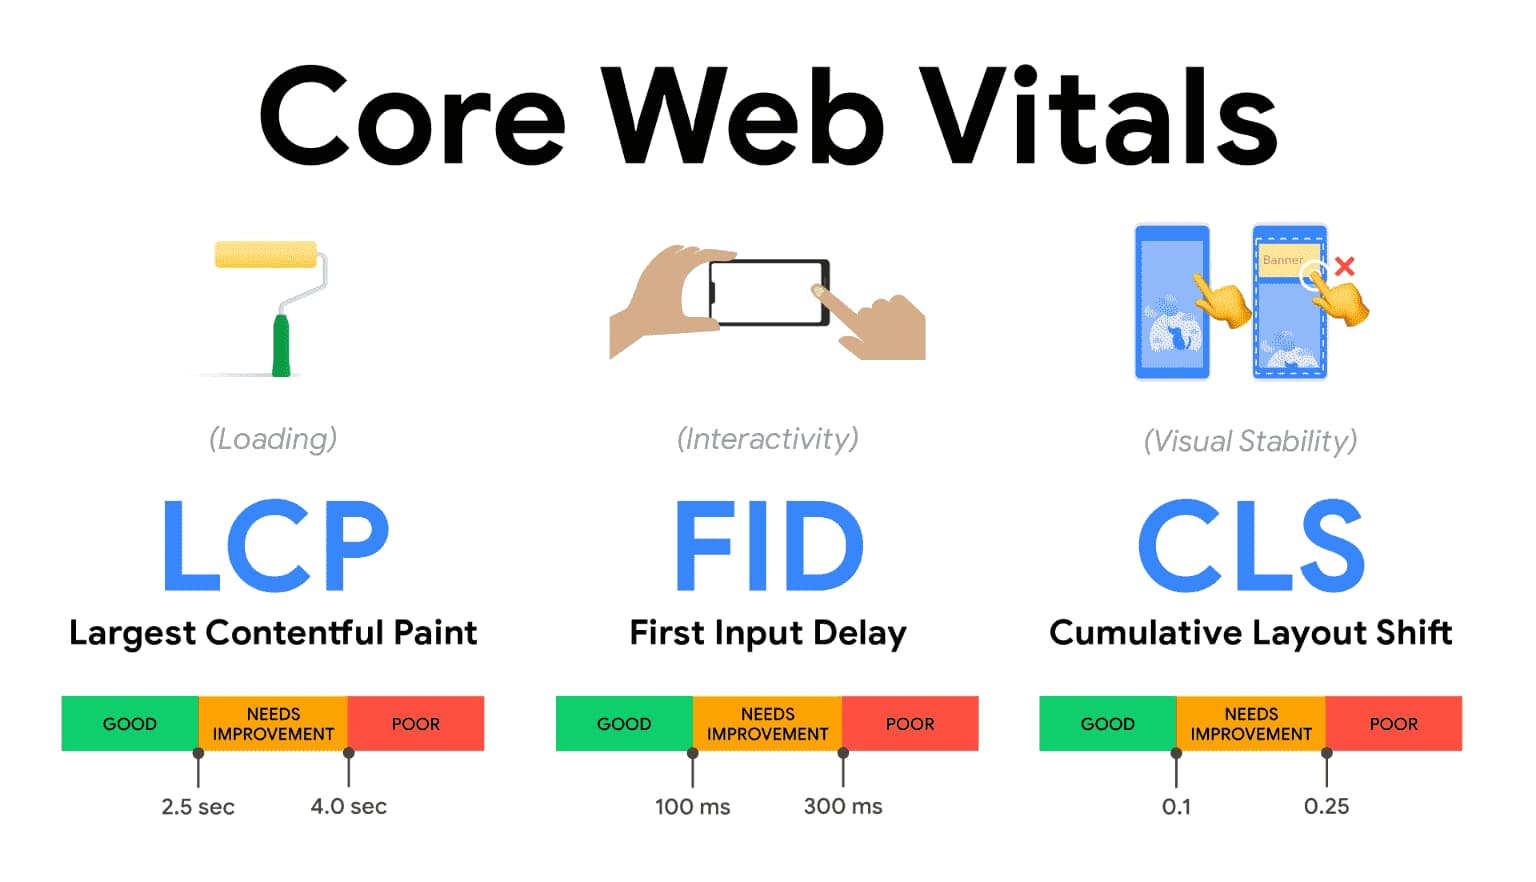 Core Web Vitals
Banner
(Loading)
(Interactivity)
(Visual Stability)
LCP
FID
CLS
Largest Contentful Paint
First Input Delay
Cumulative Layout Shift
GOOD
NEEDS
IMPROVEMENT
POOR
2.5 sec
4.0 sec
GOOD
NEEDS
IMPROVEMENT
POOR
100 ms
300 ms
GOOD
NEEDS
IMPROVEMENT
POOR
0.1
0.25